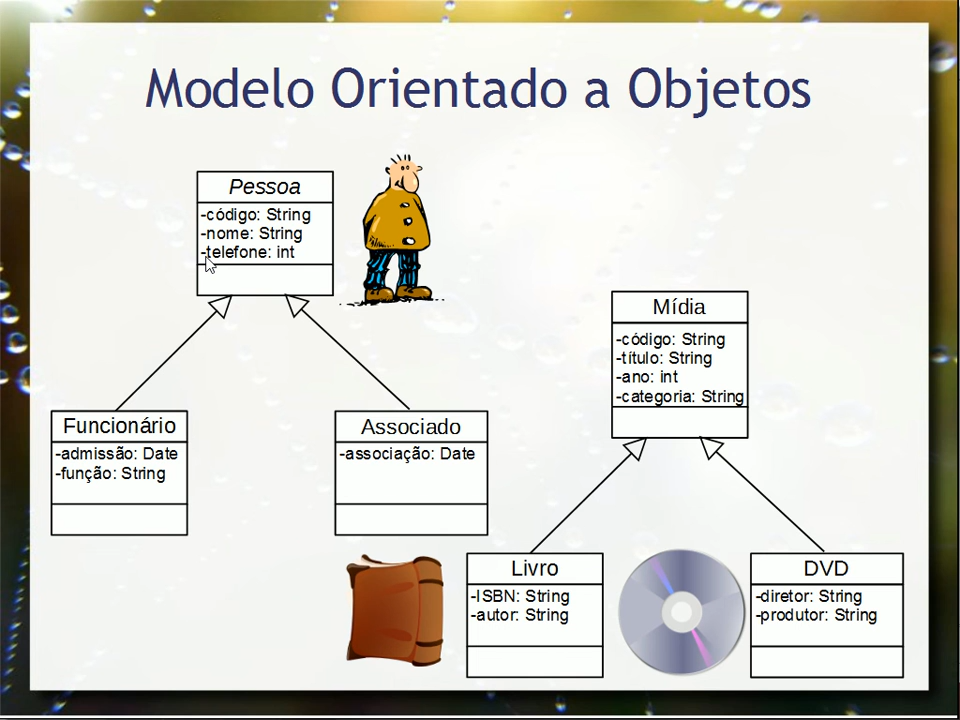 Modelo Orientado a Objetos
Pessoa
-código: String
-nome: String
-telefone: int
Mídia
-código: String
-título: String
-ano: int
-categoria: String
Funcionário
-admissão: Date
-função: String
Associado
-associação: Date
Livro
-ISBN: String
-autor: String
DVD
-diretor: String
-produtor: String